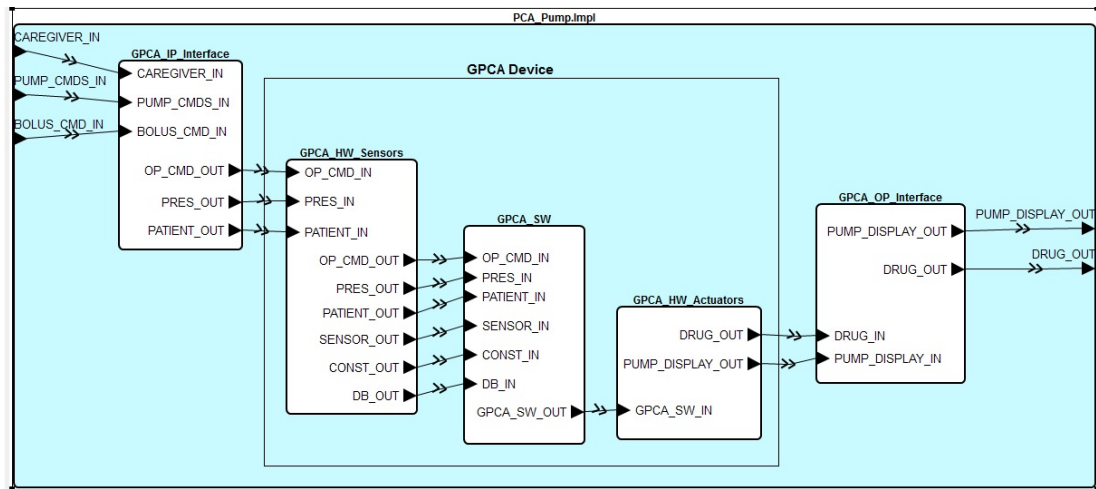 PCA_Pump.Impl
CAREGIVER_IN
PUMP_CMDS_IN
BOLUS_CMD_IN
GPCA_IP_Interface
CAREGIVER_IN
PUMP_CMDS_IN
BOLUS_CMD_IN
OP_CMD_OUT
PRES_OUT
PATIENT_OUT
GPCA Device
GPCA_HW_Sensors
OP_CMD_IN
PRES_IN
PATIENT_IN
OP_CMD_OUT
PRES_OUT
PATIENT_OUT
SENSOR_OUT
CONST_OUT
DB_OUT
GPCA_SW
OP_CMD_IN
PRES_IN
PATIENT_IN
SENSOR_IN
CONST_IN
DB_IN
GPCA_SW_OUT
GPCA_HW_Actuators
DRUG_OUT
PUMP_DISPLAY_OUT
GPCA_SW_IN
GPCA_OP_Interface
PUMP_DISPLAY_OUT
DRUG_OUT
DRUG_IN
PUMP_DISPLAY_IN
PUMP_DISPLAY_OUT
DRUG_OUT